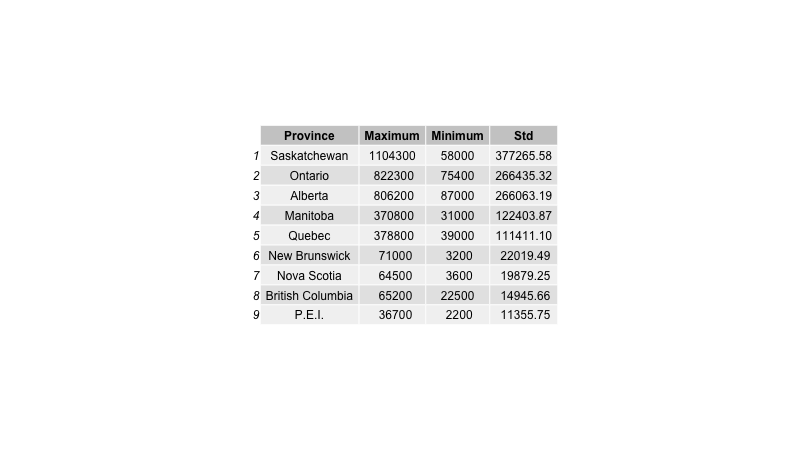 Province Maximum Minimum Std
1 Saskatchewan 1104300 58000 377265.58
2 Ontario 822300 75400 266435.32
3 Alberta 806200 87000 266063.19
4 Manitoba 370800 31000 122403.87
5 Quebec 378800 39000 111411.10
6 New Brunswick 71000 3200 22019.49
7 Nova Scotia 64500 3600 19879.25
8 British Columbia 65200 22500 14945.66
9 P.E.I. 36700 2200 11355.75